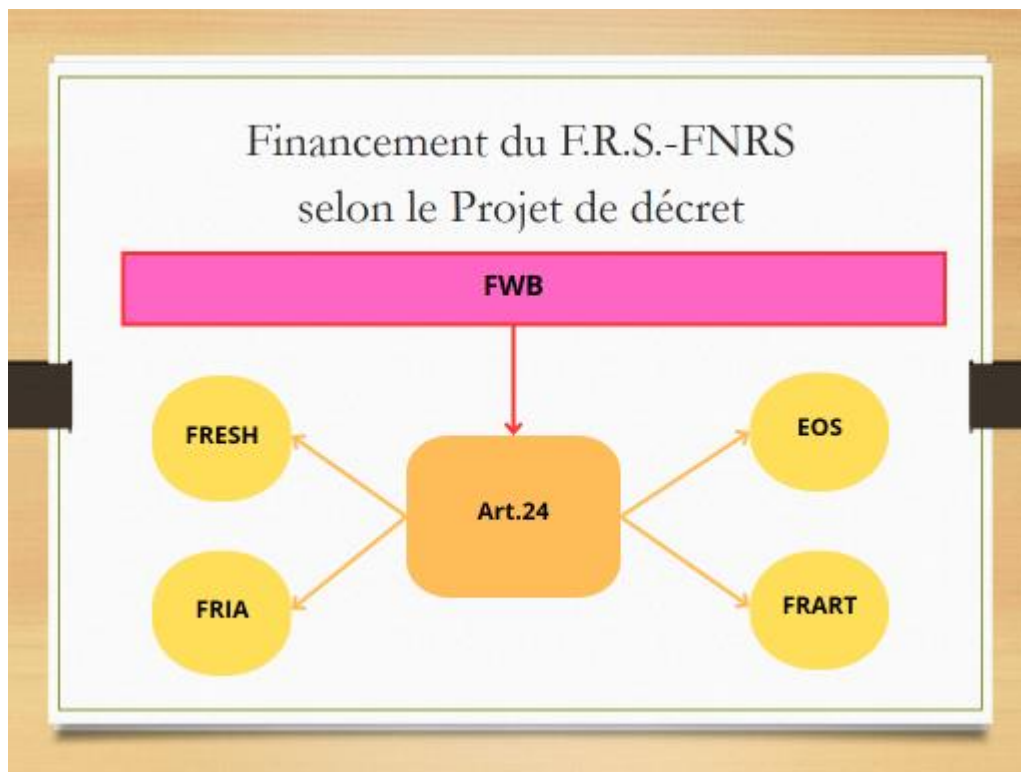 Financement du F.R.S.-FNRS
selon le Projet de décret
FWB
FRESH
EOS
Art.24
FRIA
FRART